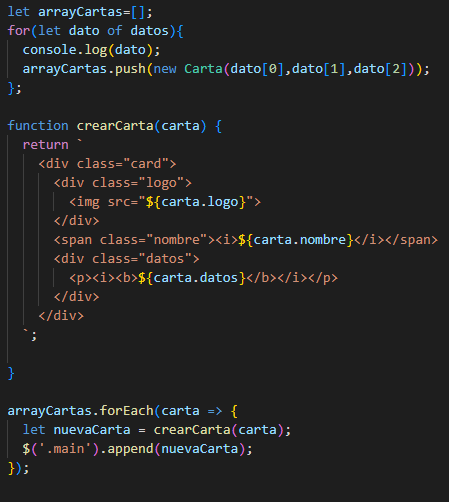 let arrayCartas=[];
for(let dato of datos){
  console.log(dato);
  arrayCartas.push(new Carta(dato[0],dato[1],dato[2]));
};

function crearCarta(carta) {
  return `
    <div class="card">
      <div class="logo">
        <img src="${carta.logo}">
      </div>
      <span class="nombre"><i>${carta.nombre}</i></span>
      <div class="datos">
        <p><i><b>${carta.datos}</b></i></p>
      </div>
    </div>
  `;

}

arrayCartas.forEach(carta => {
  let nuevaCarta = crearCarta(carta);
  $('.main').append(nuevaCarta);
});